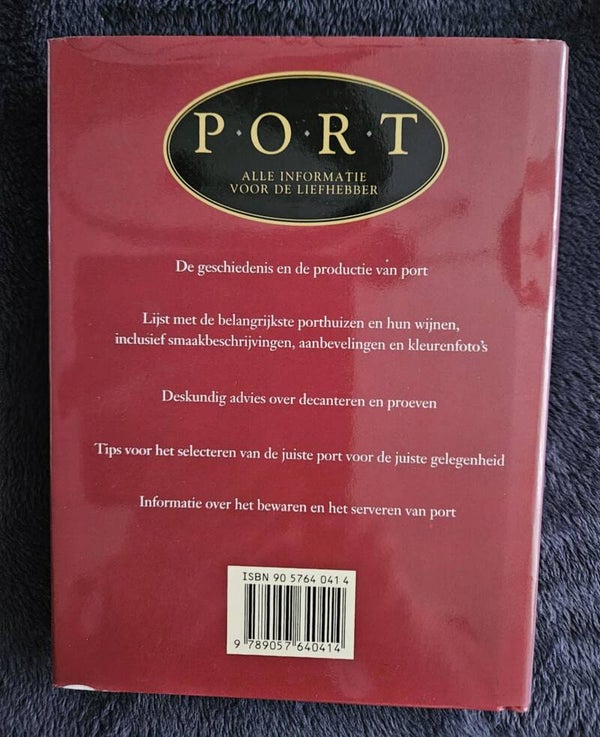 P·O·R·T
ALLE INFORMATIE
VOOR DE LIEFHEBBER
De geschiedenis en de productie van port
Lijst met de belangrijkste porthuizen en hun wijnen,
inclusief smaakbeschrijvingen, aanbevelingen en kleurenfoto's
Deskundig advies over decanteren en proeven
Tips voor het selecteren van de juiste port voor de juiste gelegenheid
Informatie over het bewaren en het serveren van port
ISBN 90 5764 041 4
9 789057 640414